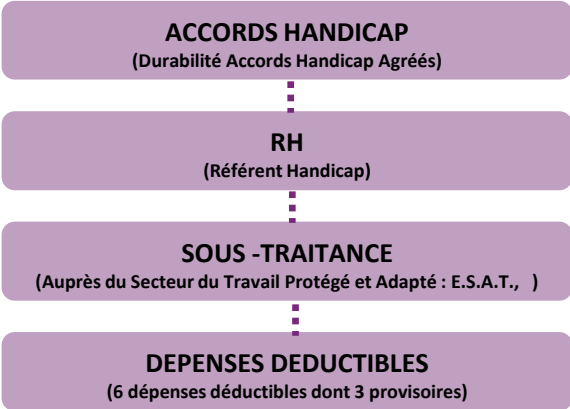 ACCORDS HANDICAP
(Durabilité Accords Handicap Agréés)
RH
(Référent Handicap)
SOUS -TRAITANCE
(Auprès du Secteur du Travail Protégé et Adapté : E.S.A.T., )
DEPENSES DEDUCTIBLES
(6 dépenses déductibles dont 3 provisoires)